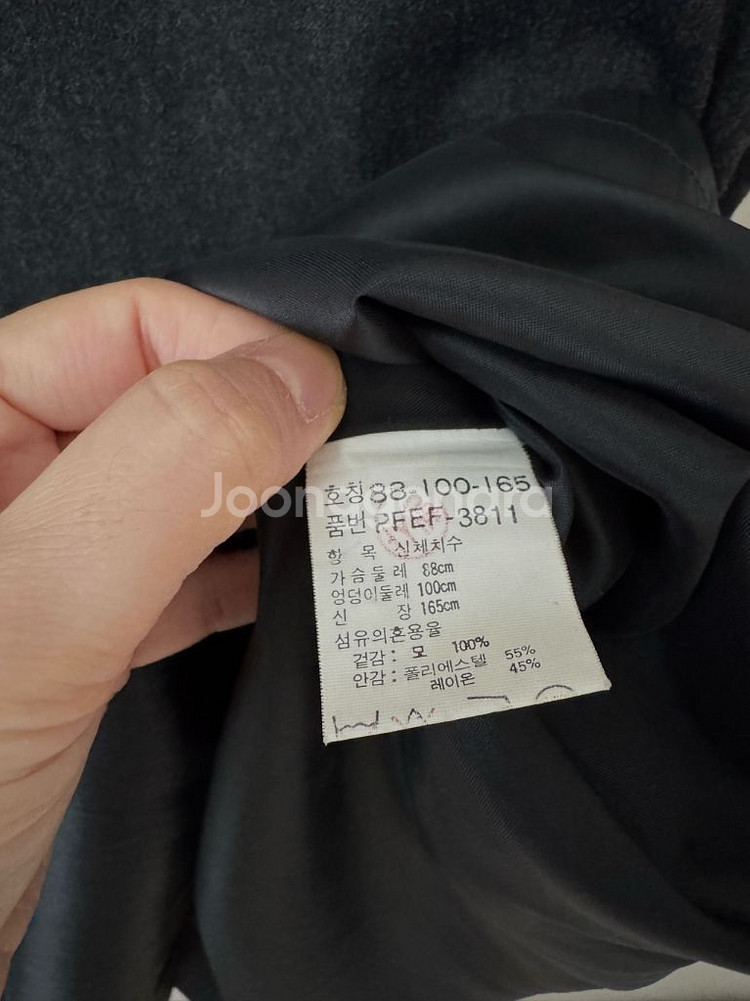 호칭 88-100-165
품번 PFEF-3811
항 목 신체치수
가슴둘레 88cm
엉덩이둘레 100cm
신 장 165cm
섬유의혼용율
겉감 : 모 100%
안감 : 폴리에스텔 55%
레이온 45%
Joonggonara